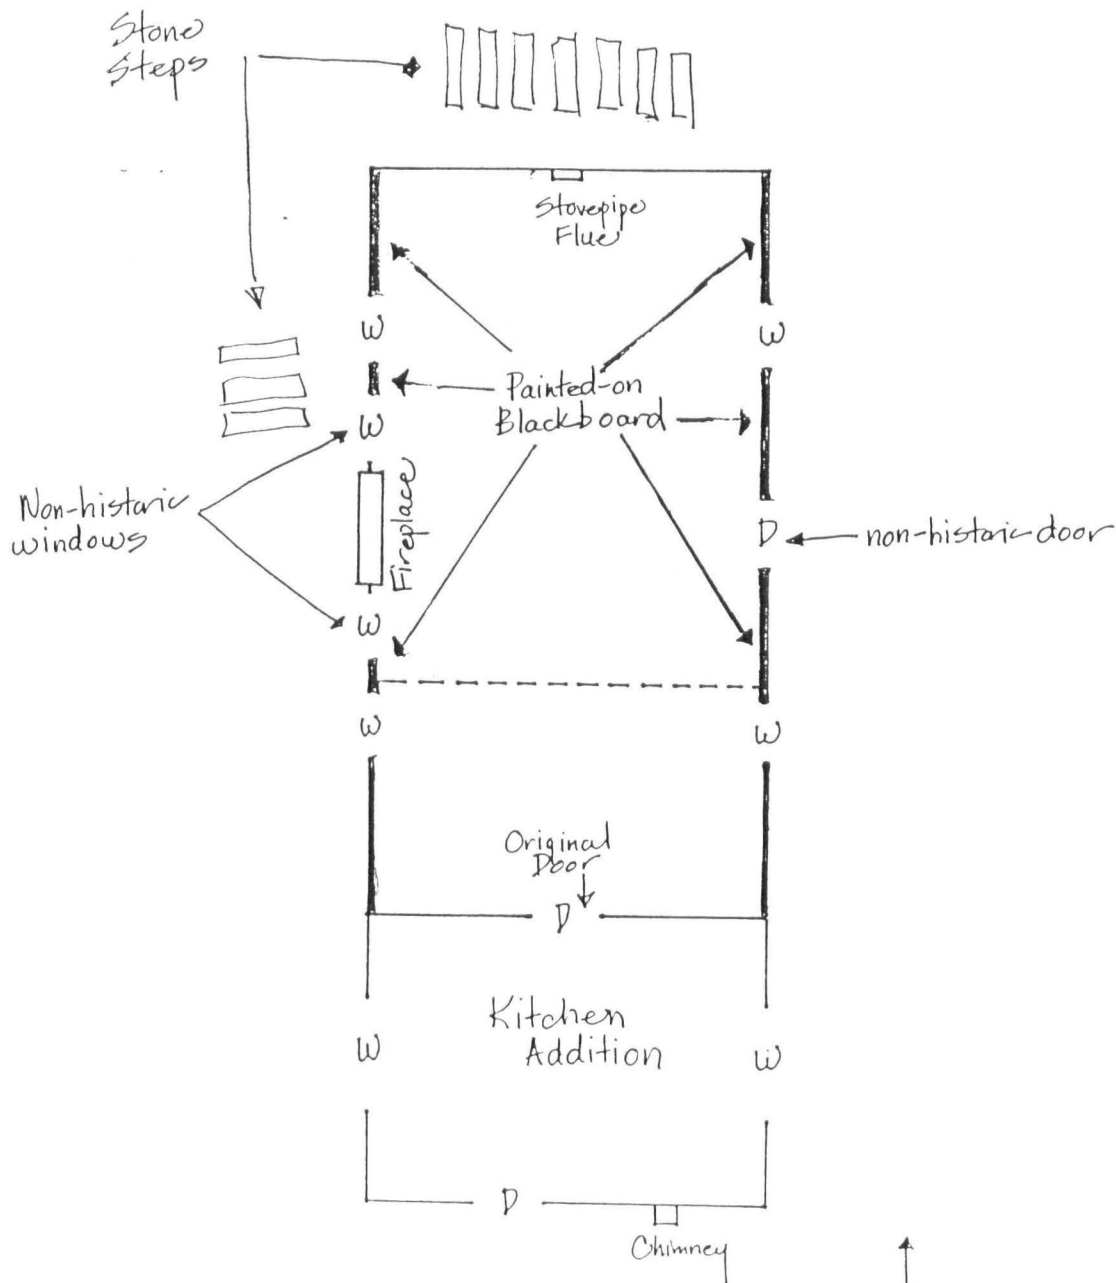 Stone
Steps
Stovepipe
Flue
W
W
Painted-on
Blackboard
W
Fireplace
Non-historic
windows
D
non-historic door
W
W
W
Original
Door
D
Kitchen
Addition
W
W
D
Chimney